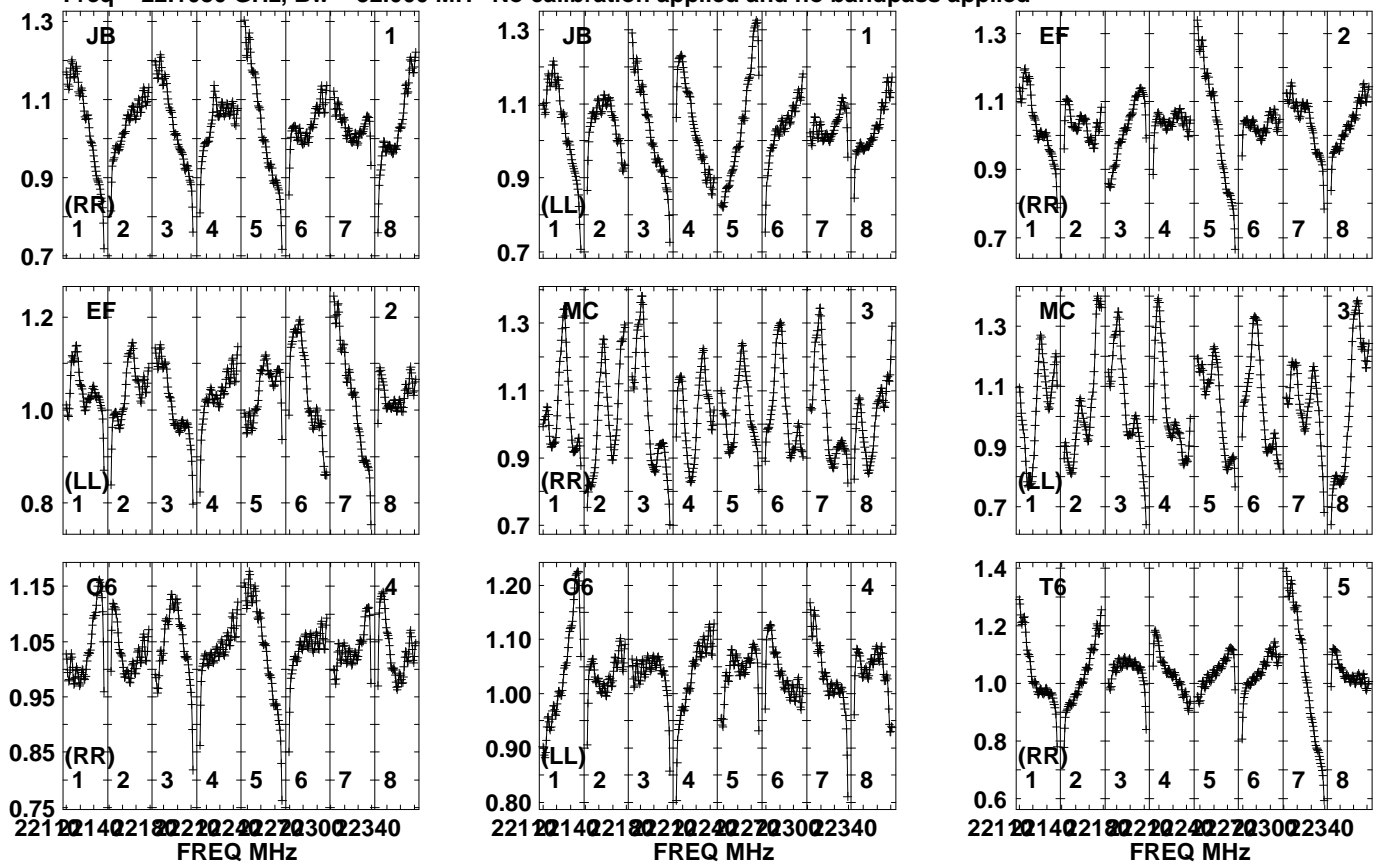 No calibration applied and no bandpass applied
JB 1
(RR)
1 2 3 4 5 6 7 8
1.3
1.1
0.9
0.7
JB 1
(LL)
1 2 3 4 5 6 7 8
1.3
1.1
0.9
0.7
EF 2
(RR)
1 2 3 4 5 6 7 8
1.3
1.1
0.9
0.7
EF 2
(LL)
1 2 3 4 5 6 7 8
1.2
1.0
0.8
MC 3
(RR)
1 2 3 4 5 6 7 8
1.3
1.1
0.9
0.7
MC 3
(LL)
1 2 3 4 5 6 7 8
1.3
1.1
0.9
0.7
O6 4
(RR)
1 2 3 4 5 6 7 8
1.15
1.05
0.95
0.85
0.75
FREQ MHz
O6 4
(LL)
1 2 3 4 5 6 7 8
1.20
1.10
1.00
0.90
0.80
FREQ MHz
T6 5
(RR)
1 2 3 4 5 6 7 8
1.4
1.2
1.0
0.8
0.6
FREQ MHz